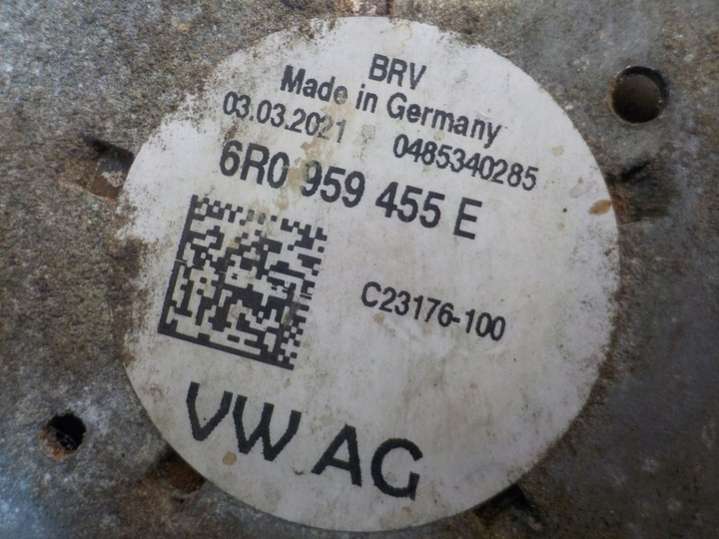 BRV
Made in Germany
03.03.2021 0485340285
6R0 959 455 E
C23176-100
VW AG